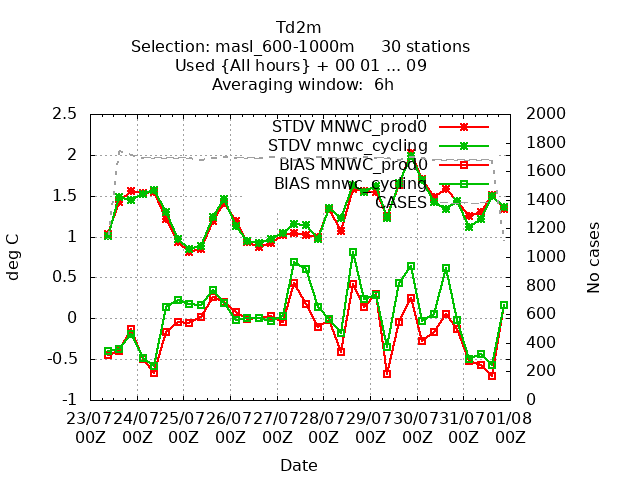 Td2m
Selection: masl_600-1000m 30 stations
Used {All hours} + 00 01 ... 09
Averaging window: 6h
STDV MNWC_prod0
STDV mnwc_cycling
BIAS MNWC_prod0
BIAS mnwc_cycling
CASES
deg C
2.5
2
1.5
1
0.5
0
-0.5
-1
No cases
2000
1800
1600
1400
1200
1000
800
600
400
200
0
23/07 24/07 25/07 26/07 27/07 28/07 29/07 30/07 31/07 01/08
00Z 00Z 00Z 00Z 00Z 00Z 00Z 00Z 00Z 00Z
Date